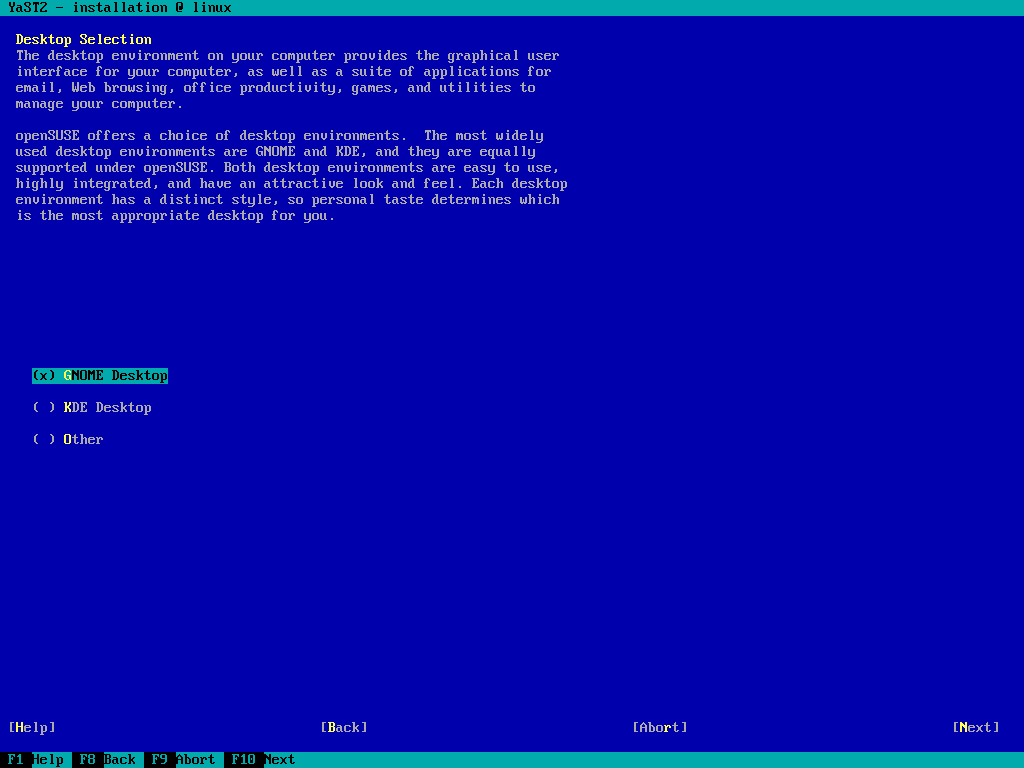 YaST2 - installation @ linux
Desktop Selection
The desktop environment on your computer provides the graphical user
interface for your computer, as well as a suite of applications for
email, Web browsing, office productivity, games, and utilities to
manage your computer.
openSUSE offers a choice of desktop environments.  The most widely
used desktop environments are GNOME and KDE, and they are equally
supported under openSUSE. Both desktop environments are easy to use,
highly integrated, and have an attractive look and feel. Each desktop
environment has a distinct style, so personal taste determines which
is the most appropriate desktop for you.
(x) GNOME Desktop
( ) KDE Desktop
( ) Other
[Help] [Back] [Abort] [Next]
F1 Help F8 Back F9 Abort F10 Next